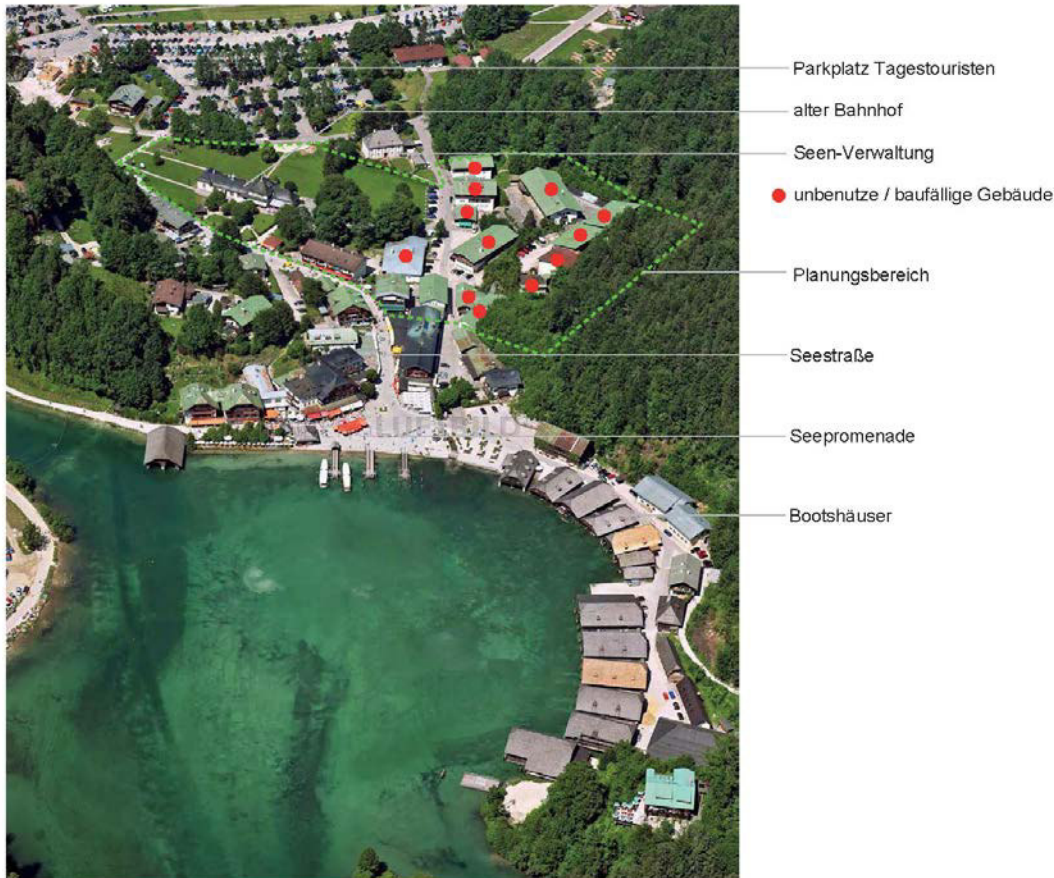 Parkplatz Tagestouristen
alter Bahnhof
Seen-Verwaltung
unbenutze / baufällige Gebäude
Planungsbereich
Seestraße
Seepromenade
Bootshäuser